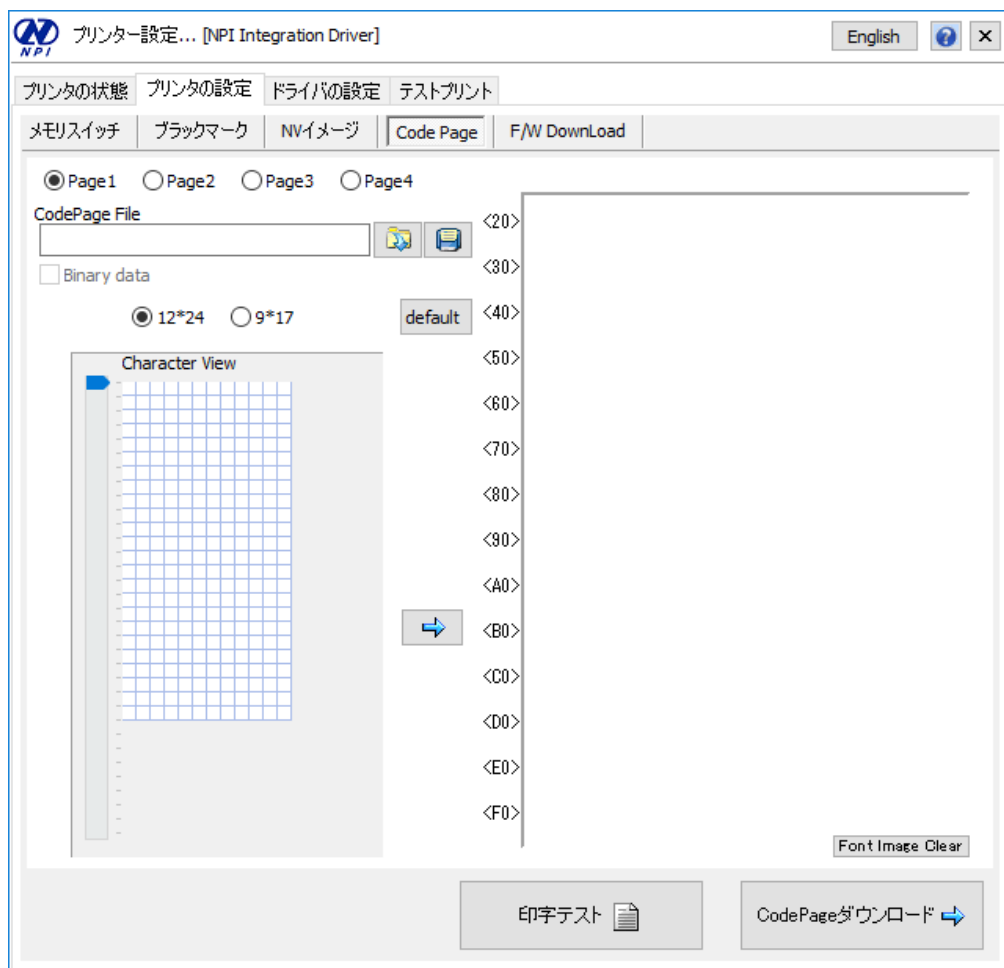 NPI
プリンター設定... [NPI Integration Driver]
English
プリンタの状態 プリンタの設定 ドライバの設定 テストプリント
メモリスイッチ ブラックマーク NVイメージ Code Page F/W DownLoad
Page1 Page2 Page3 Page4
CodePage File
Binary data
12*24 9*17
default
Character View
<20>
<30>
<40>
<50>
<60>
<70>
<80>
<90>
<A0>
<B0>
<C0>
<D0>
<E0>
<F0>
Font Image Clear
印字テスト
CodePageダウンロード